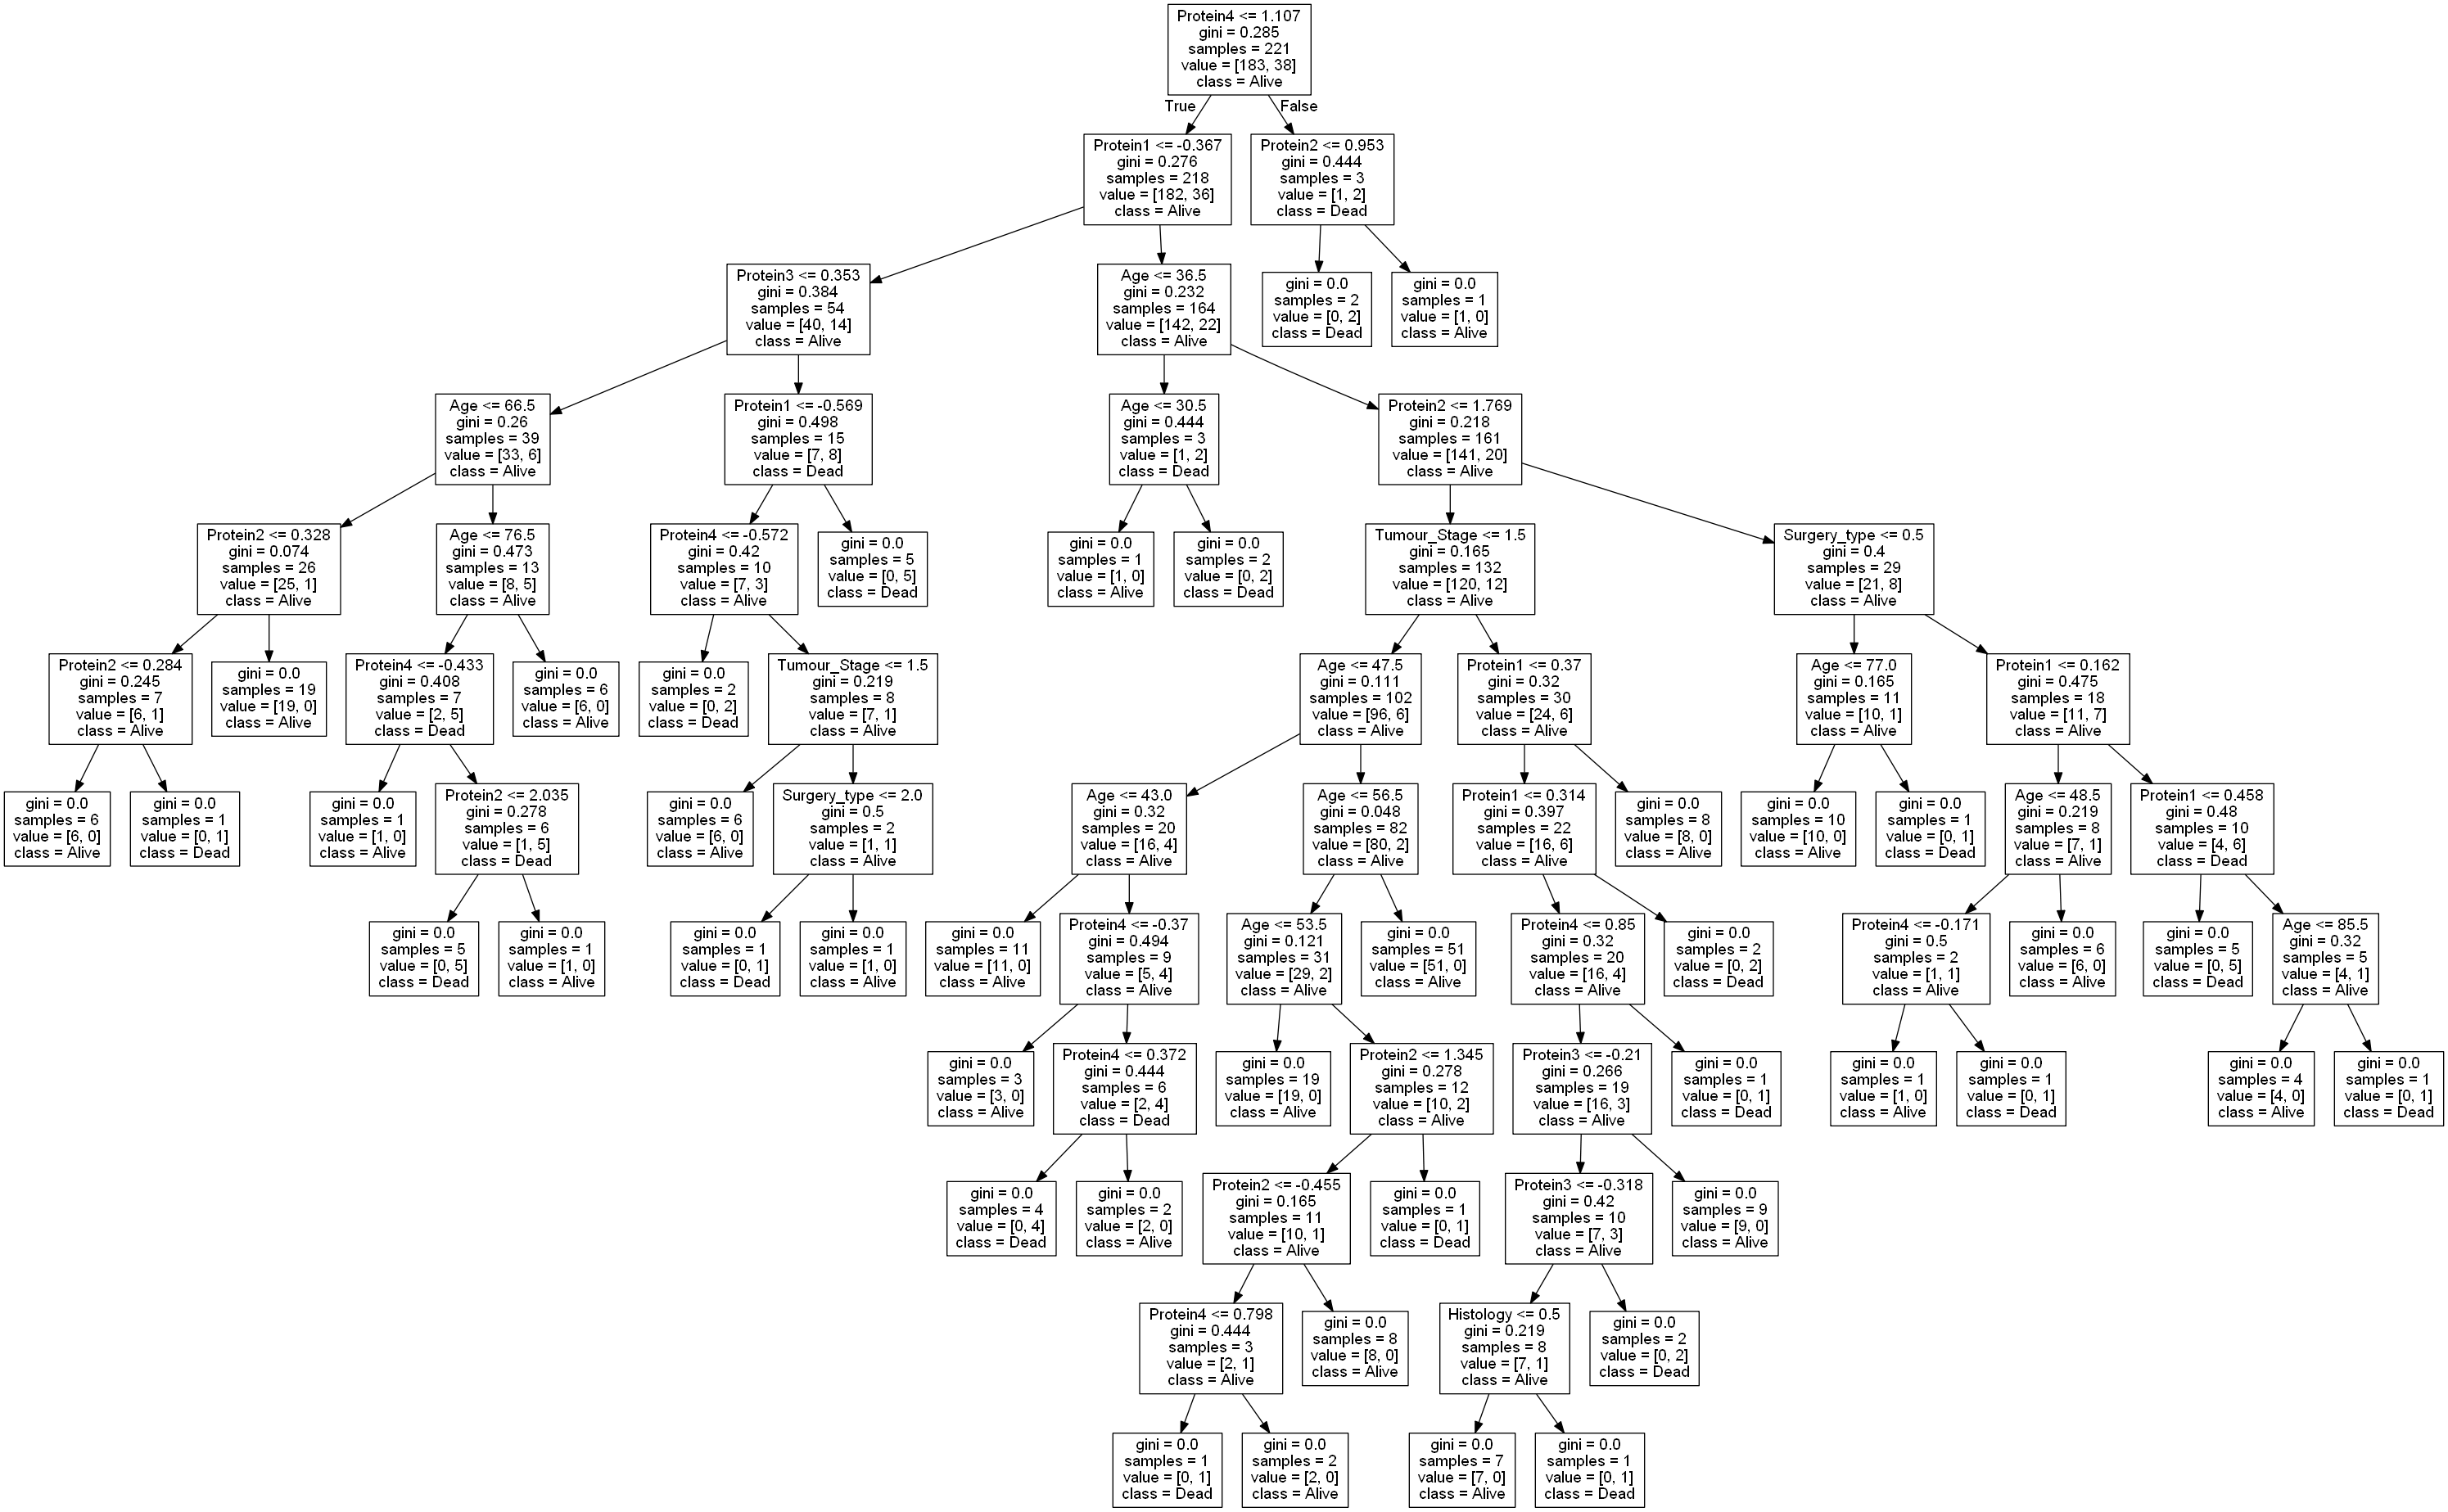 Protein4 <= 1.107
gini = 0.285
samples = 221
value = [183, 38]
class = Alive
True
False
Protein1 <= -0.367
gini = 0.276
samples = 218
value = [182, 36]
class = Alive
Protein2 <= 0.953
gini = 0.444
samples = 3
value = [1, 2]
class = Dead
Protein3 <= 0.353
gini = 0.384
samples = 54
value = [40, 14]
class = Alive
Age <= 36.5
gini = 0.232
samples = 164
value = [142, 22]
class = Alive
gini = 0.0
samples = 2
value = [0, 2]
class = Dead
gini = 0.0
samples = 1
value = [1, 0]
class = Alive
Age <= 66.5
gini = 0.26
samples = 39
value = [33, 6]
class = Alive
Protein1 <= -0.569
gini = 0.498
samples = 15
value = [7, 8]
class = Dead
Age <= 30.5
gini = 0.444
samples = 3
value = [1, 2]
class = Dead
Protein2 <= 1.769
gini = 0.218
samples = 161
value = [141, 20]
class = Alive
Protein2 <= 0.328
gini = 0.074
samples = 26
value = [25, 1]
class = Alive
Age <= 76.5
gini = 0.473
samples = 13
value = [8, 5]
class = Alive
Protein4 <= -0.572
gini = 0.42
samples = 10
value = [7, 3]
class = Alive
gini = 0.0
samples = 5
value = [0, 5]
class = Dead
gini = 0.0
samples = 1
value = [1, 0]
class = Alive
gini = 0.0
samples = 2
value = [0, 2]
class = Dead
Tumour_Stage <= 1.5
gini = 0.165
samples = 132
value = [120, 12]
class = Alive
Surgery_type <= 0.5
gini = 0.4
samples = 29
value = [21, 8]
class = Alive
Protein2 <= 0.284
gini = 0.245
samples = 7
value = [6, 1]
class = Alive
gini = 0.0
samples = 19
value = [19, 0]
class = Alive
Protein4 <= -0.433
gini = 0.408
samples = 7
value = [2, 5]
class = Dead
gini = 0.0
samples = 6
value = [6, 0]
class = Alive
gini = 0.0
samples = 2
value = [0, 2]
class = Dead
Tumour_Stage <= 1.5
gini = 0.219
samples = 8
value = [7, 1]
class = Alive
Age <= 47.5
gini = 0.111
samples = 102
value = [96, 6]
class = Alive
Protein1 <= 0.37
gini = 0.32
samples = 30
value = [24, 6]
class = Alive
Age <= 77.0
gini = 0.165
samples = 11
value = [10, 1]
class = Alive
Protein1 <= 0.162
gini = 0.475
samples = 18
value = [11, 7]
class = Alive
gini = 0.0
samples = 6
value = [6, 0]
class = Alive
gini = 0.0
samples = 1
value = [0, 1]
class = Dead
gini = 0.0
samples = 1
value = [1, 0]
class = Alive
Protein2 <= 2.035
gini = 0.278
samples = 6
value = [1, 5]
class = Dead
gini = 0.0
samples = 6
value = [6, 0]
class = Alive
Surgery_type <= 2.0
gini = 0.5
samples = 2
value = [1, 1]
class = Alive
Age <= 43.0
gini = 0.32
samples = 20
value = [16, 4]
class = Alive
Age <= 56.5
gini = 0.048
samples = 82
value = [80, 2]
class = Alive
Protein1 <= 0.314
gini = 0.397
samples = 22
value = [16, 6]
class = Alive
gini = 0.0
samples = 8
value = [8, 0]
class = Alive
gini = 0.0
samples = 10
value = [10, 0]
class = Alive
gini = 0.0
samples = 1
value = [0, 1]
class = Dead
Age <= 48.5
gini = 0.219
samples = 8
value = [7, 1]
class = Alive
Protein1 <= 0.458
gini = 0.48
samples = 10
value = [4, 6]
class = Dead
gini = 0.0
samples = 5
value = [0, 5]
class = Dead
gini = 0.0
samples = 1
value = [1, 0]
class = Alive
gini = 0.0
samples = 1
value = [0, 1]
class = Dead
gini = 0.0
samples = 1
value = [1, 0]
class = Alive
gini = 0.0
samples = 11
value = [11, 0]
class = Alive
Protein4 <= -0.37
gini = 0.494
samples = 9
value = [5, 4]
class = Alive
Age <= 53.5
gini = 0.121
samples = 31
value = [29, 2]
class = Alive
gini = 0.0
samples = 51
value = [51, 0]
class = Alive
Protein4 <= 0.85
gini = 0.32
samples = 20
value = [16, 4]
class = Alive
gini = 0.0
samples = 2
value = [0, 2]
class = Dead
Protein4 <= -0.171
gini = 0.5
samples = 2
value = [1, 1]
class = Alive
gini = 0.0
samples = 6
value = [6, 0]
class = Alive
gini = 0.0
samples = 5
value = [0, 5]
class = Dead
Age <= 85.5
gini = 0.32
samples = 5
value = [4, 1]
class = Alive
gini = 0.0
samples = 3
value = [3, 0]
class = Alive
Protein4 <= 0.372
gini = 0.444
samples = 6
value = [2, 4]
class = Dead
gini = 0.0
samples = 19
value = [19, 0]
class = Alive
Protein2 <= 1.345
gini = 0.278
samples = 12
value = [10, 2]
class = Alive
Protein3 <= -0.21
gini = 0.266
samples = 19
value = [16, 3]
class = Alive
gini = 0.0
samples = 1
value = [0, 1]
class = Dead
gini = 0.0
samples = 1
value = [1, 0]
class = Alive
gini = 0.0
samples = 1
value = [0, 1]
class = Dead
gini = 0.0
samples = 4
value = [4, 0]
class = Alive
gini = 0.0
samples = 1
value = [0, 1]
class = Dead
gini = 0.0
samples = 4
value = [0, 4]
class = Dead
gini = 0.0
samples = 2
value = [2, 0]
class = Alive
Protein2 <= -0.455
gini = 0.165
samples = 11
value = [10, 1]
class = Alive
gini = 0.0
samples = 1
value = [0, 1]
class = Dead
Protein3 <= -0.318
gini = 0.42
samples = 10
value = [7, 3]
class = Alive
gini = 0.0
samples = 9
value = [9, 0]
class = Alive
Protein4 <= 0.798
gini = 0.444
samples = 3
value = [2, 1]
class = Alive
gini = 0.0
samples = 8
value = [8, 0]
class = Alive
Histology <= 0.5
gini = 0.219
samples = 8
value = [7, 1]
class = Alive
gini = 0.0
samples = 2
value = [0, 2]
class = Dead
gini = 0.0
samples = 1
value = [0, 1]
class = Dead
gini = 0.0
samples = 2
value = [2, 0]
class = Alive
gini = 0.0
samples = 7
value = [7, 0]
class = Alive
gini = 0.0
samples = 1
value = [0, 1]
class = Dead